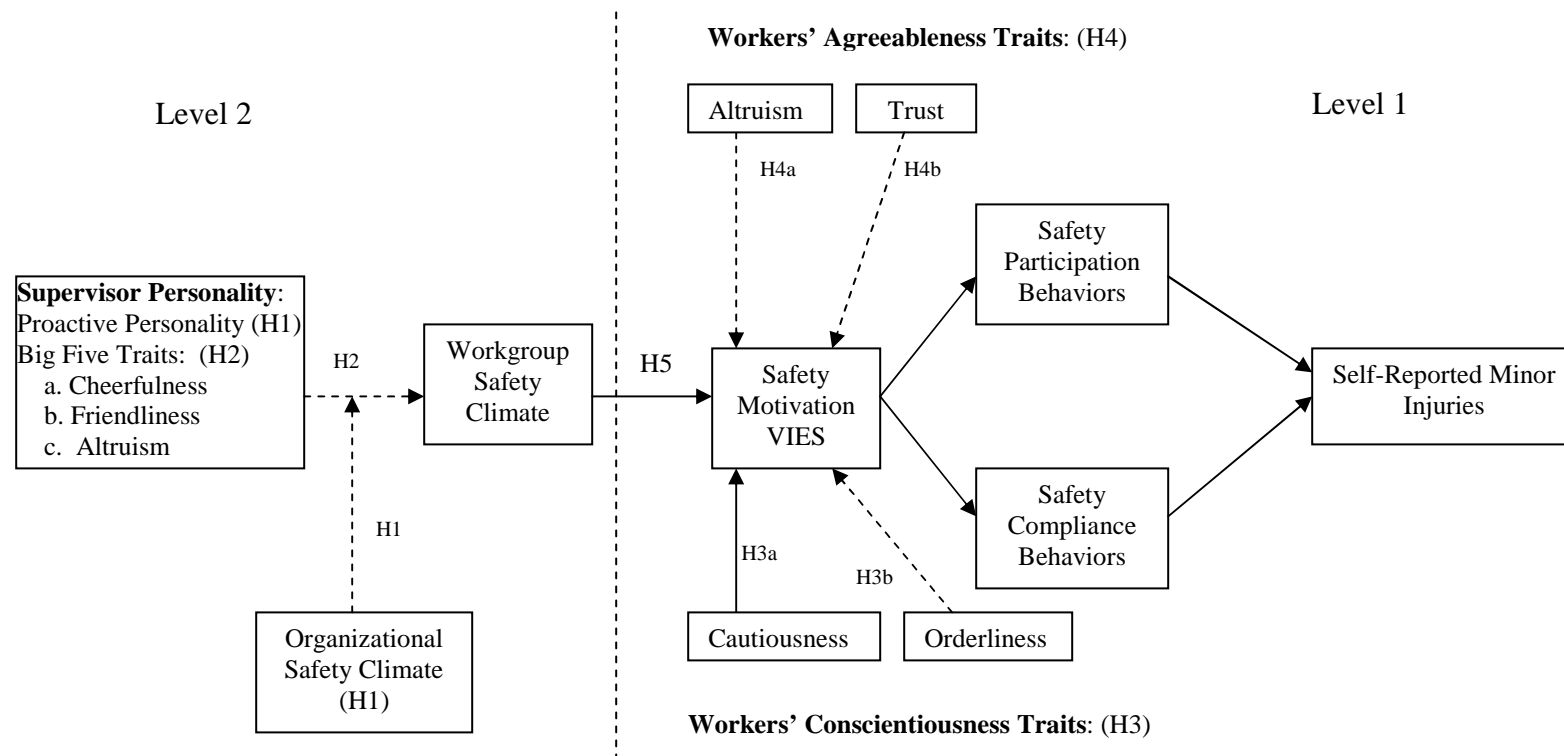 Workers’ Agreeableness Traits: (H4)
Level 2
Altruism
Trust
Level 1
H4a
H4b
Safety
Participation
Behaviors
Supervisor Personality:
Proactive Personality (H1)
Big Five Traits:  (H2)
a. Cheerfulness
b. Friendliness
c.  Altruism
H2
Workgroup
Safety
Climate
H5
Safety
Motivation
VIES
Self-Reported Minor
Injuries
H1
H3a
H3b
Safety
Compliance
Behaviors
Organizational
Safety Climate
(H1)
Cautiousness
Orderliness
Workers’ Conscientiousness Traits: (H3)